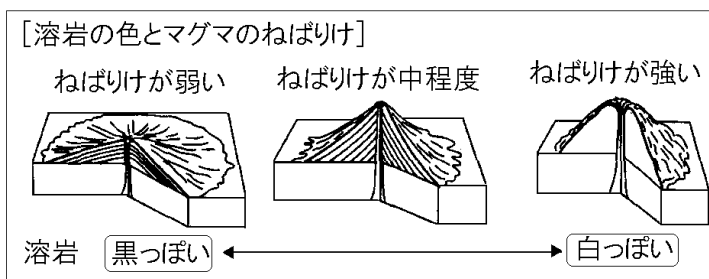 [溶岩の色とマグマのねばりけ]
ねばりけが弱い ねばりけが中程度 ねばりけが強い
溶岩 黒っぽい 白っぽい